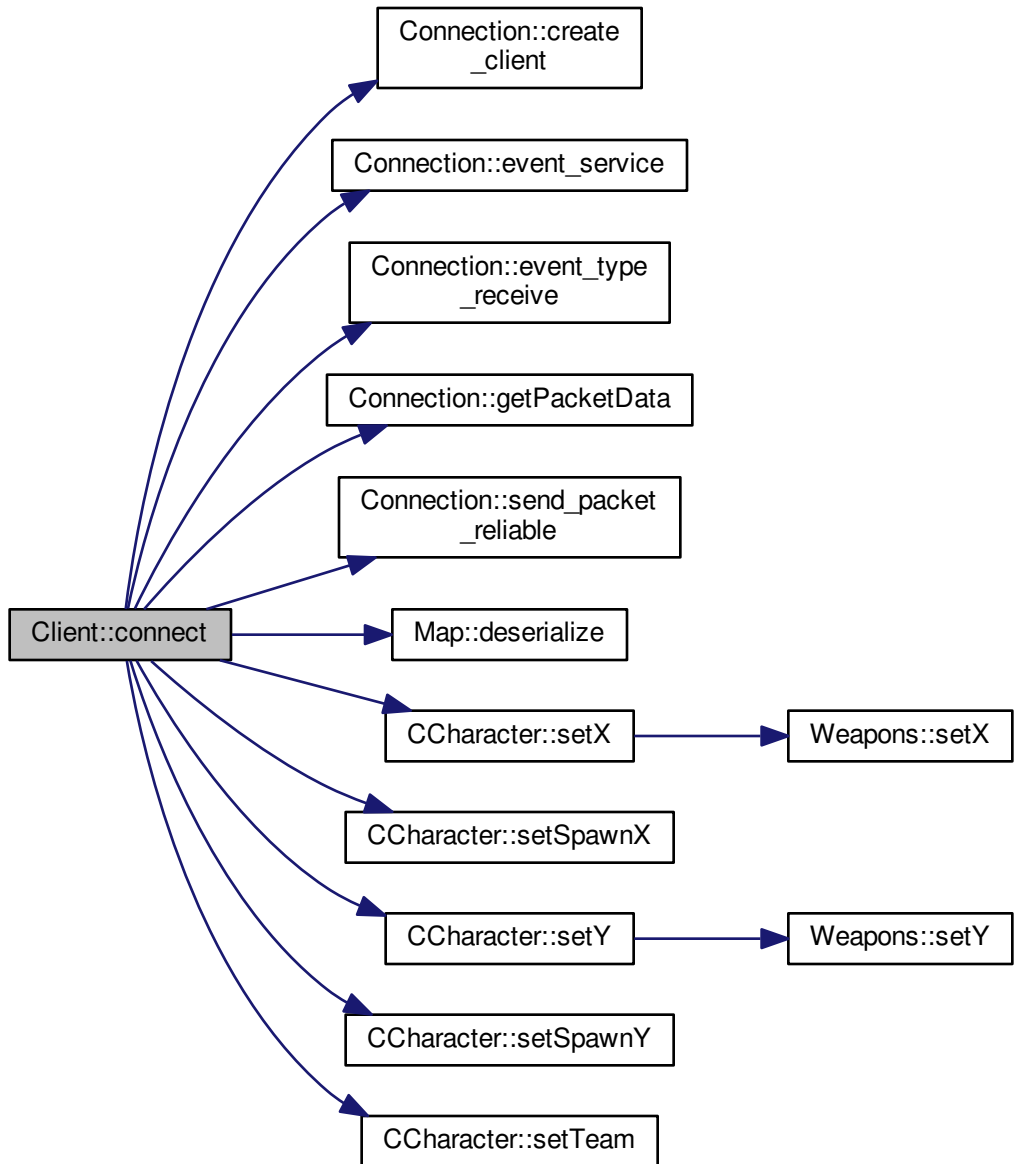 Connection::create
_client
Connection::event_service
Connection::event_type
_receive
Connection::getPacketData
Connection::send_packet
_reliable
Client::connect
Map::deserialize
CCharacter::setX
Weapons::setX
CCharacter::setSpawnX
CCharacter::setY
Weapons::setY
CCharacter::setSpawnY
CCharacter::setTeam